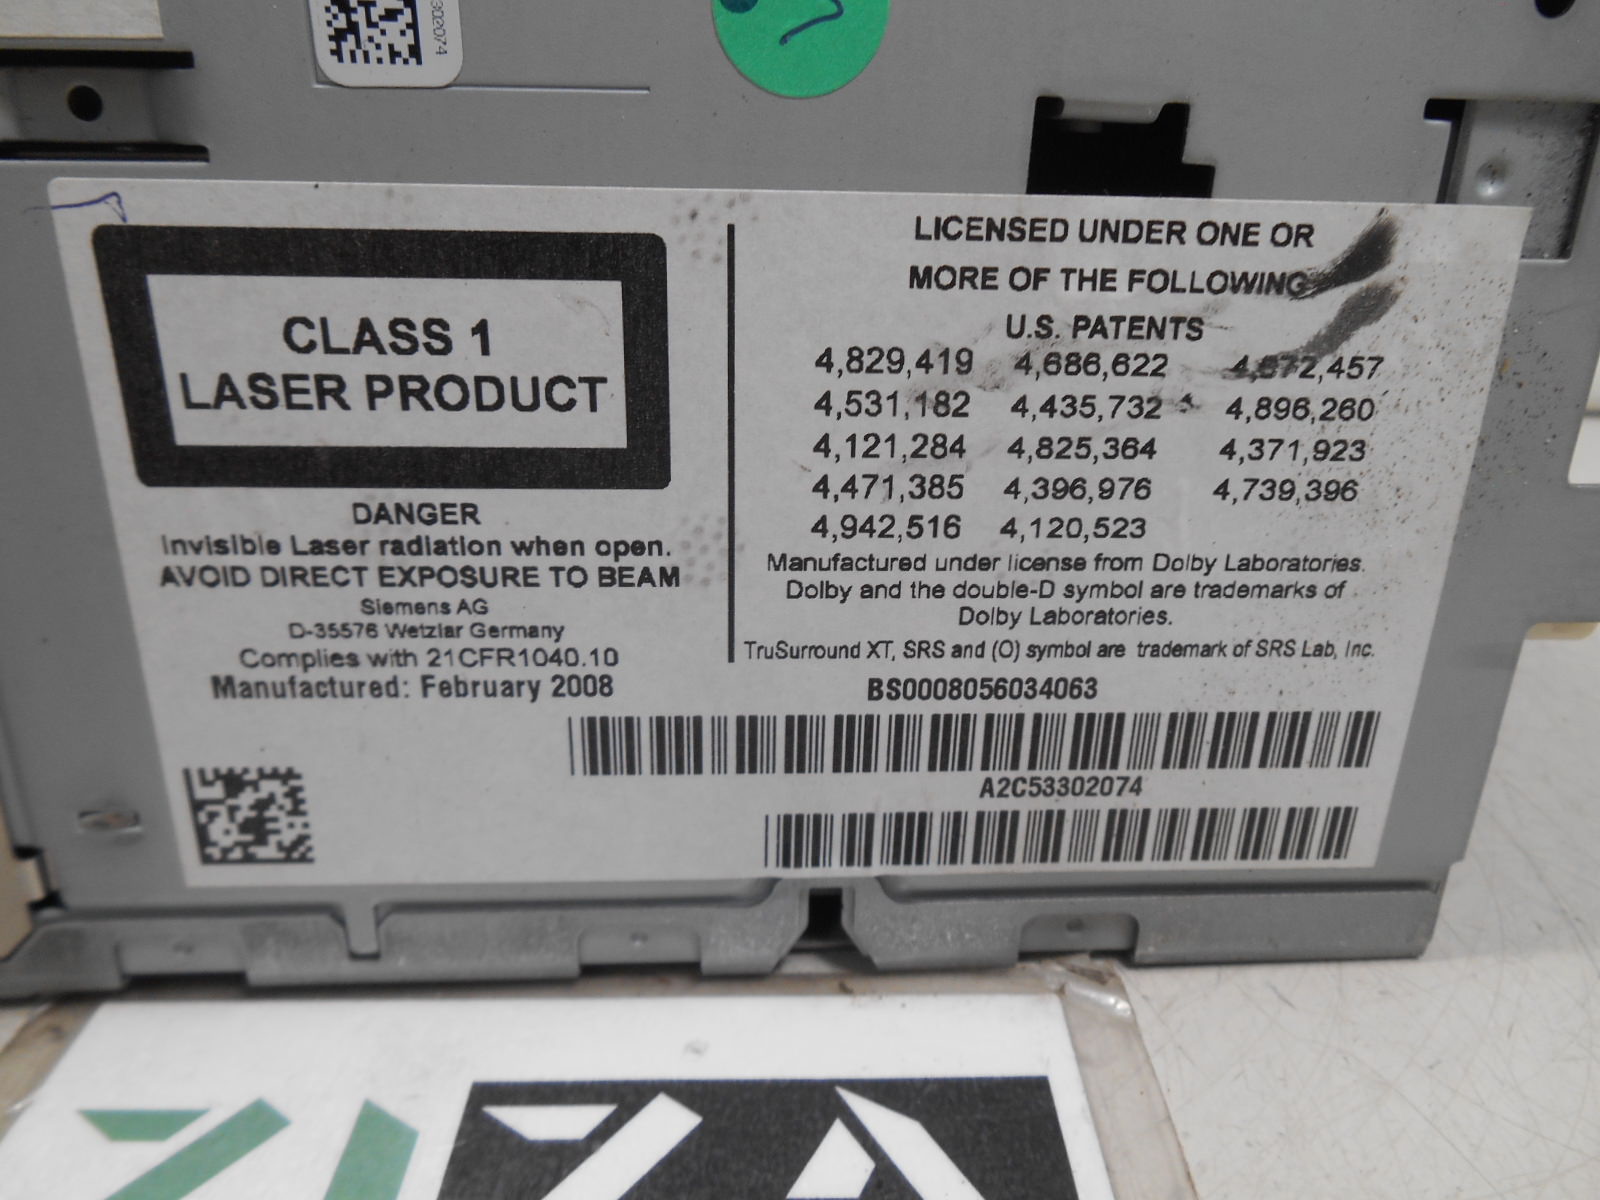 302074
CLASS 1
LASER PRODUCT
DANGER
Invisible Laser radiation when open.
AVOID DIRECT EXPOSURE TO BEAM
Siemens AG
D-35576 Wetzlar Germany
Complies with 21CFR1040.10
Manufactured: February 2008
LICENSED UNDER ONE OR
MORE OF THE FOLLOWING
U.S. PATENTS
4,829,419 4,686,622
4,531,182 4,435,732 4,896,260
4,121,284 4,825,364 4,371,923
4,471,385 4,396,976 4,739,396
4,942,516 4,120,523
Manufactured under license from Dolby Laboratories.
Dolby and the double-D symbol are trademarks of
Dolby Laboratories.
TruSurround XT, SRS and (O) symbol are trademark of SRS Lab, Inc.
BS0008056034063
A2C53302074